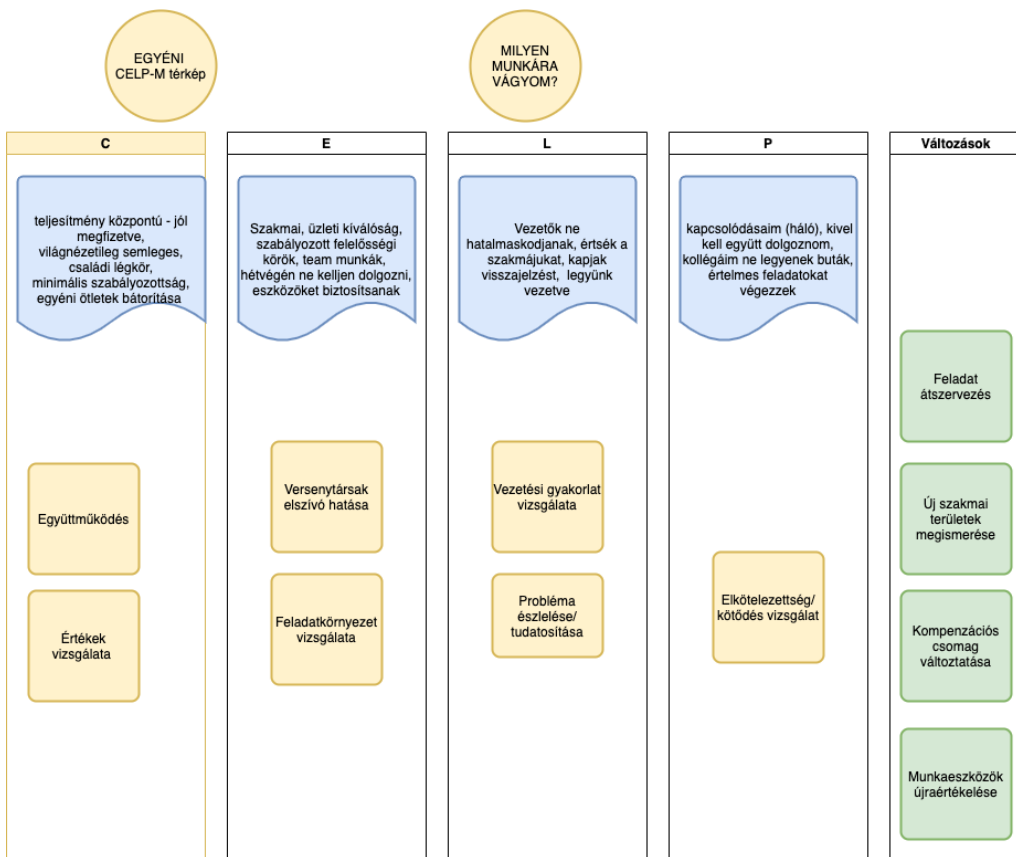 EGYÉNI
CELP-M térkép
MILYEN
MUNKÁRA
VÁGYOM?
C
E
L
P
Változások
teljesítmény központú - jól
megfizetve,
világnézetileg semleges,
családi légkör,
minimális szabályozottság,
egyéni ötletek bátorítása
Szakmai, üzleti kíválóság,
szabályozott felelősségi
körök, team munkák,
hétvégén ne kelljen dolgozni,
eszközöket biztosítsanak
Vezetők ne
hatalmaskodjanak, értsék a
szakmájukat, kapjak
visszajelzést, legyünk
vezetve
kapcsolódásaim (háló), kivel
kell együtt dolgoznom,
kollégáim ne legyenek buták,
értelmes feladatokat
végezzek
Együttműködés
Értékek
vizsgálata
Versenytársak
elszívó hatása
Feladatkörnyezet
vizsgálata
Vezetési gyakorlat
vizsgálata
Probléma
észlelése/
tudatosítása
Elkötelezettség/
kötődés vizsgálat
Feladat
átszervezés
Új szakmai
területek
megismerése
Kompenzációs
csomag
változtatása
Munkaeszközök
újraértékelése